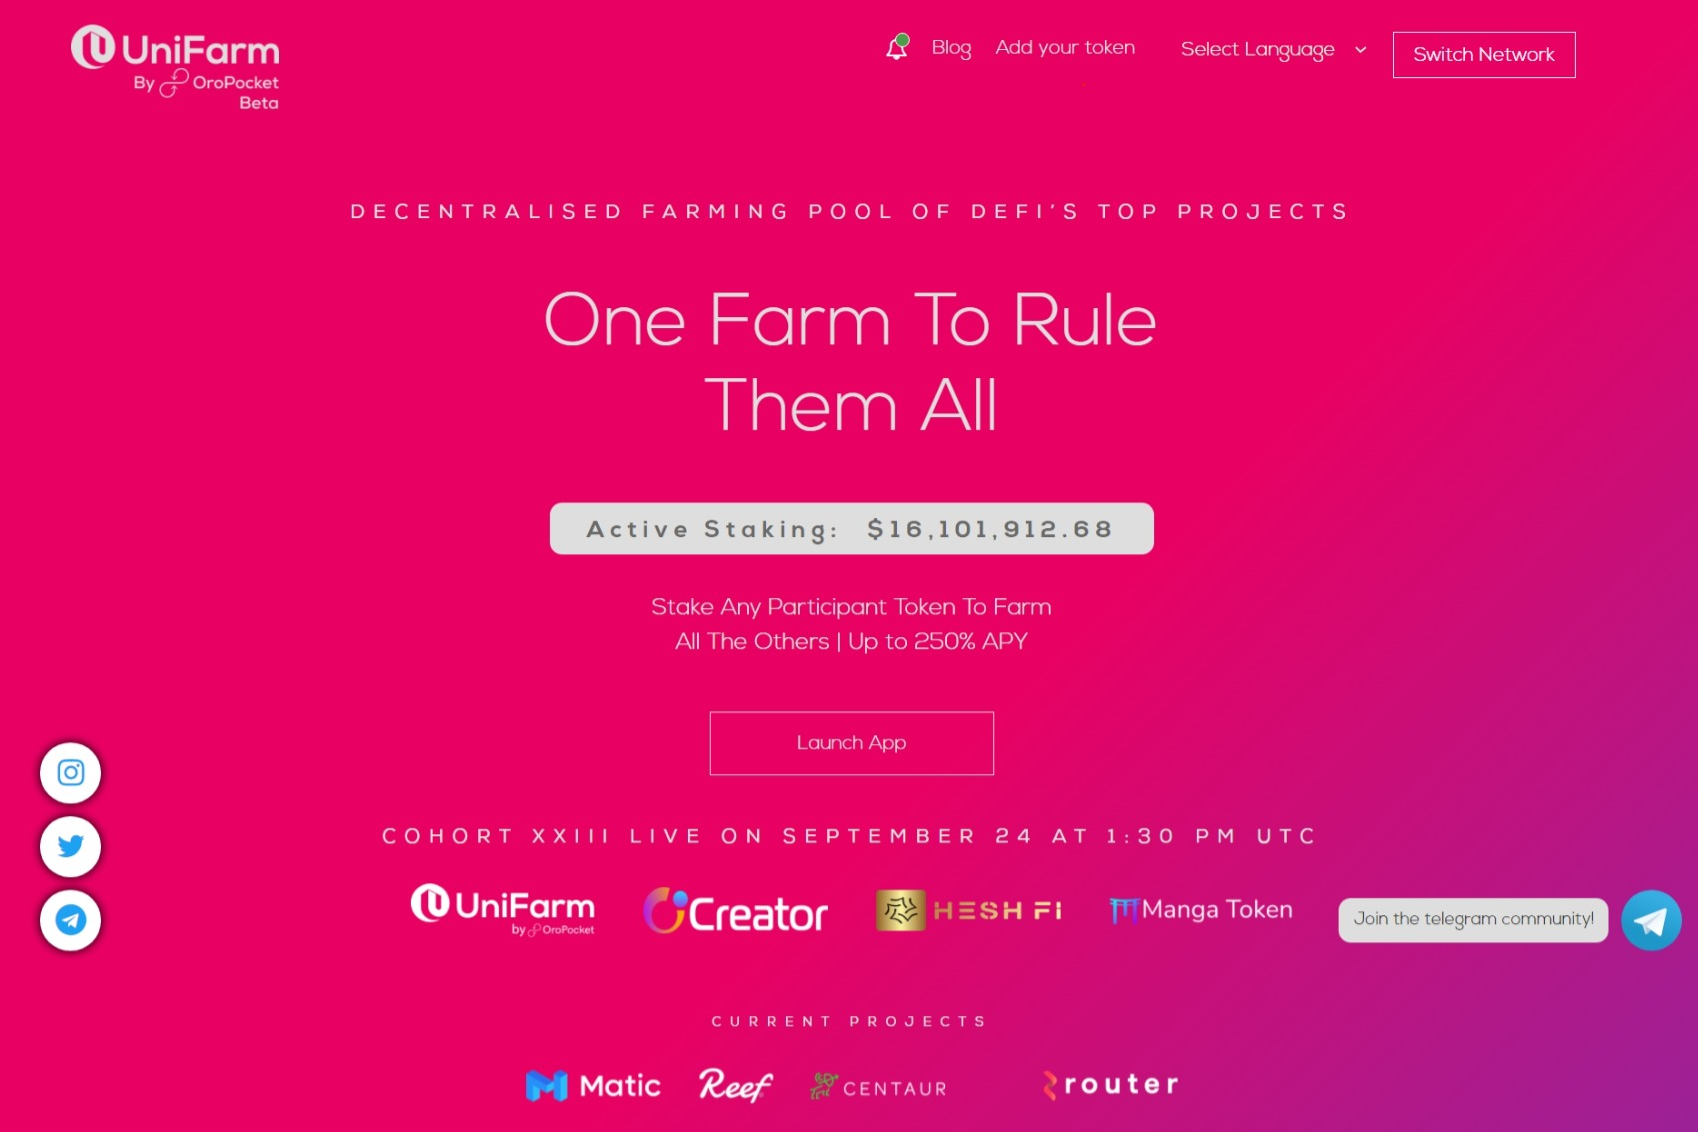 UniFarm
By OroPocket
Beta
Blog
Add your token
Select Language
Switch Network
DECENTRALISED FARMING POOL OF DEFI'S TOP PROJECTS
One Farm To Rule
Them All
Active Staking: $16,101,912.68
Stake Any Participant Token To Farm
All The Others | Up to 250% APY
Launch App
COHORT XXIII LIVE ON SEPTEMBER 24 AT 1:30 PM UTC
UniFarm
by OroPocket
Creator
HESH FI
Manga Token
Join the telegram community!
CURRENT PROJECTS
Matic
Reef
CENTAUR
router